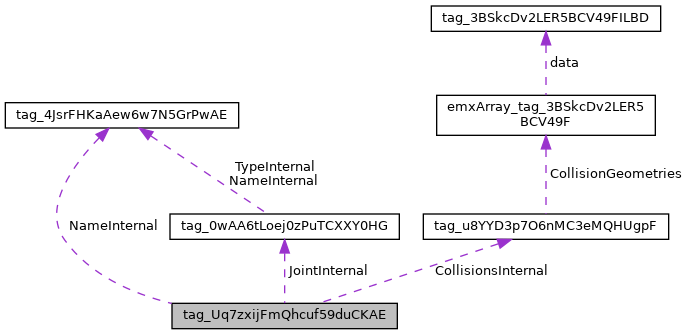 tag_3BSkcDv2LER5BCV49FILBD
data
tag_4JsrFHKaAew6w7N5GrPwAE
emxArray_tag_3BSkcDv2LER5
BCV49F
TypeInternal
NameInternal
CollisionGeometries
NameInternal
tag_0wAA6tLoej0zPuTCXXY0HG
tag_u8YYD3p7O6nMC3eMQHUgpF
JointInternal
CollisionsInternal
tag_Uq7zxijFmQhcuf59duCKAE